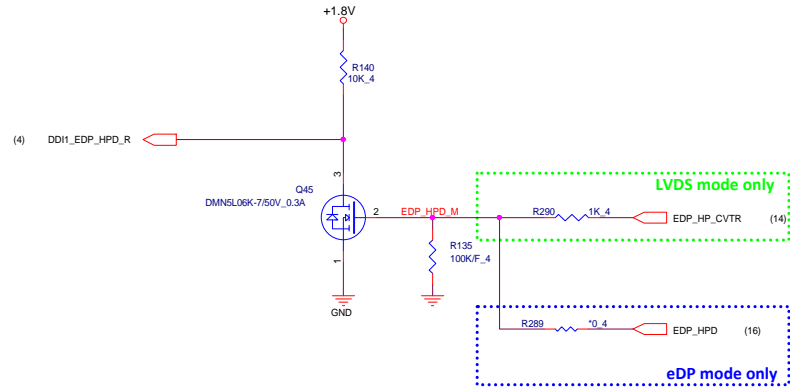 +1.8V
R140
10K_4
(4) DDI1_EDP_HPD_R
3
Q45
DMN5L06K-7/50V_0.3A
2
EDP_HPD_M
1
GND
R135
100K/F_4
LVDS mode only
R290 1K_4
EDP_HP_CVTR (14)
R289 *0_4
EDP_HPD (16)
eDP mode only